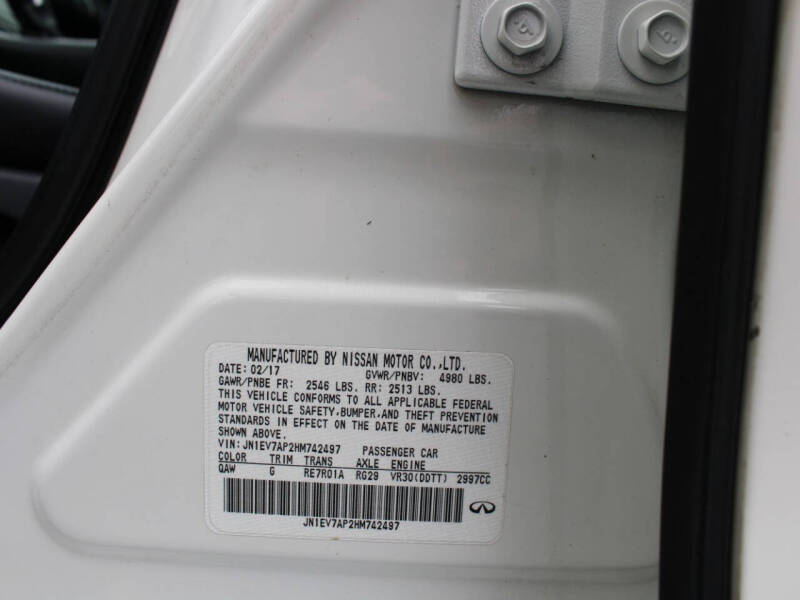 MANUFACTURED BY NISSAN MOTOR CO.,LTD.
DATE: 02/17 GVWR/PNBV: 4980 LBS.
GAWR/PNBE FR: 2546 LBS. RR: 2513 LBS.
THIS VEHICLE CONFORMS TO ALL APPLICABLE FEDERAL
MOTOR VEHICLE SAFETY,BUMPER,AND THEFT PREVENTION
STANDARDS IN EFFECT ON THE DATE OF MANUFACTURE
SHOWN ABOVE.
VIN:JN1EV7AP2HM742497 PASSENGER CAR
COLOR TRIM TRANS AXLE ENGINE
QAW G RE7R01A RG29 VR30(DDTT) 2997CC
JN1EV7AP2HM742497